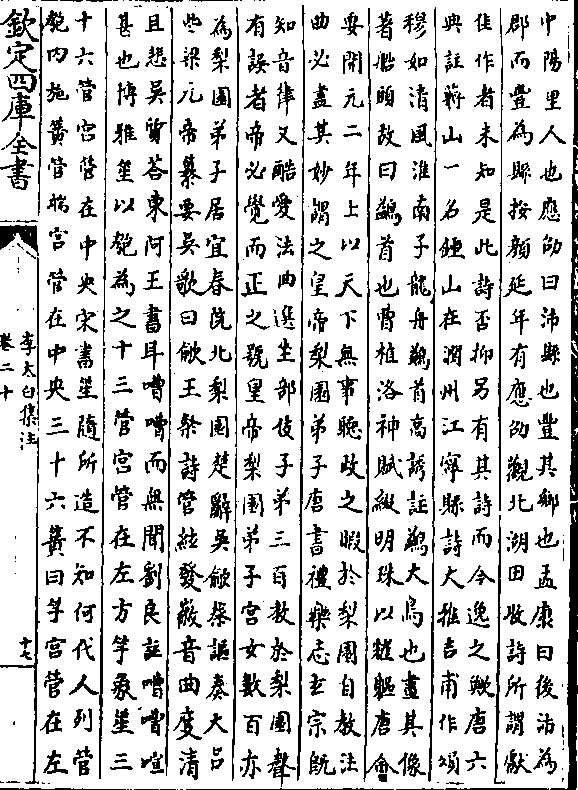 中陽里人也應劭曰沛縣也豐其鄉也孟康曰後沛為
郡而豐為縣按顔延年有應詔觀北湖田收詩所謂獻
佳作者未知是此詩否抑另有其詩而今逸之歟唐六
典註蔣山一名鍾山在潤州江寧縣詩大雅吉甫作頌
穆如清風淮南子龍舟鷁首高誘註鷁大鳥也畫其像
著船頭故曰鷁首也曹植洛神賦綴明珠以耀軀唐會
要開元二年上以天下無事聽政之暇於梨園自教法
曲必盡其妙謂之皇帝梨園弟子唐書禮樂志玄宗既
知音律又酷愛法曲選坐部伎子弟三百教於梨園聲
有誤者帝必覺而正之號皇帝梨園弟子宮女數百亦
為梨園弟子居宜春院北梨園楚辭吳歈蔡謳奏大呂
些梁元帝纂要吳歌曰歈王粲詩管絃發徽音曲度清
且悲吳質答東阿王書耳嘈嘈而無聞劉良註嘈嘈喧
甚也博雅笙以匏為之十三管宮管在左方竽象笙三
十六管宮管在中央宋書笙隨所造不知何代人列管
匏内施簧管端宮管在中央三十六簧曰竽宮管在左
欽定四庫全書
李太白集注
卷二十
十七